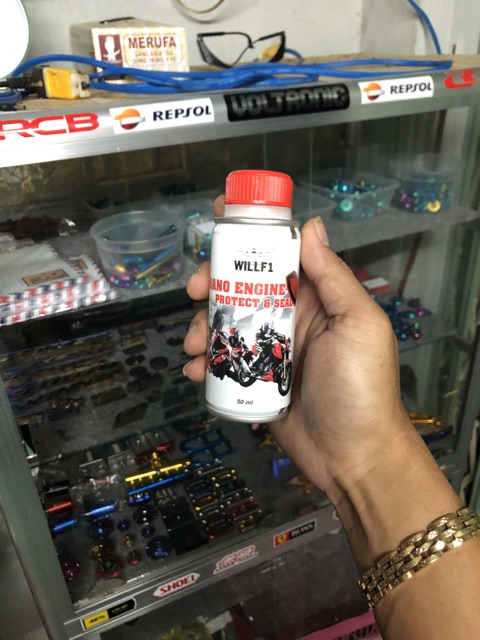 MERUFA
RCB
REPSOL
VOLTRONIC
REPSOL
WILLF1
NANO ENGINE
PROTECT & SEAL
50 ml
SHOEI